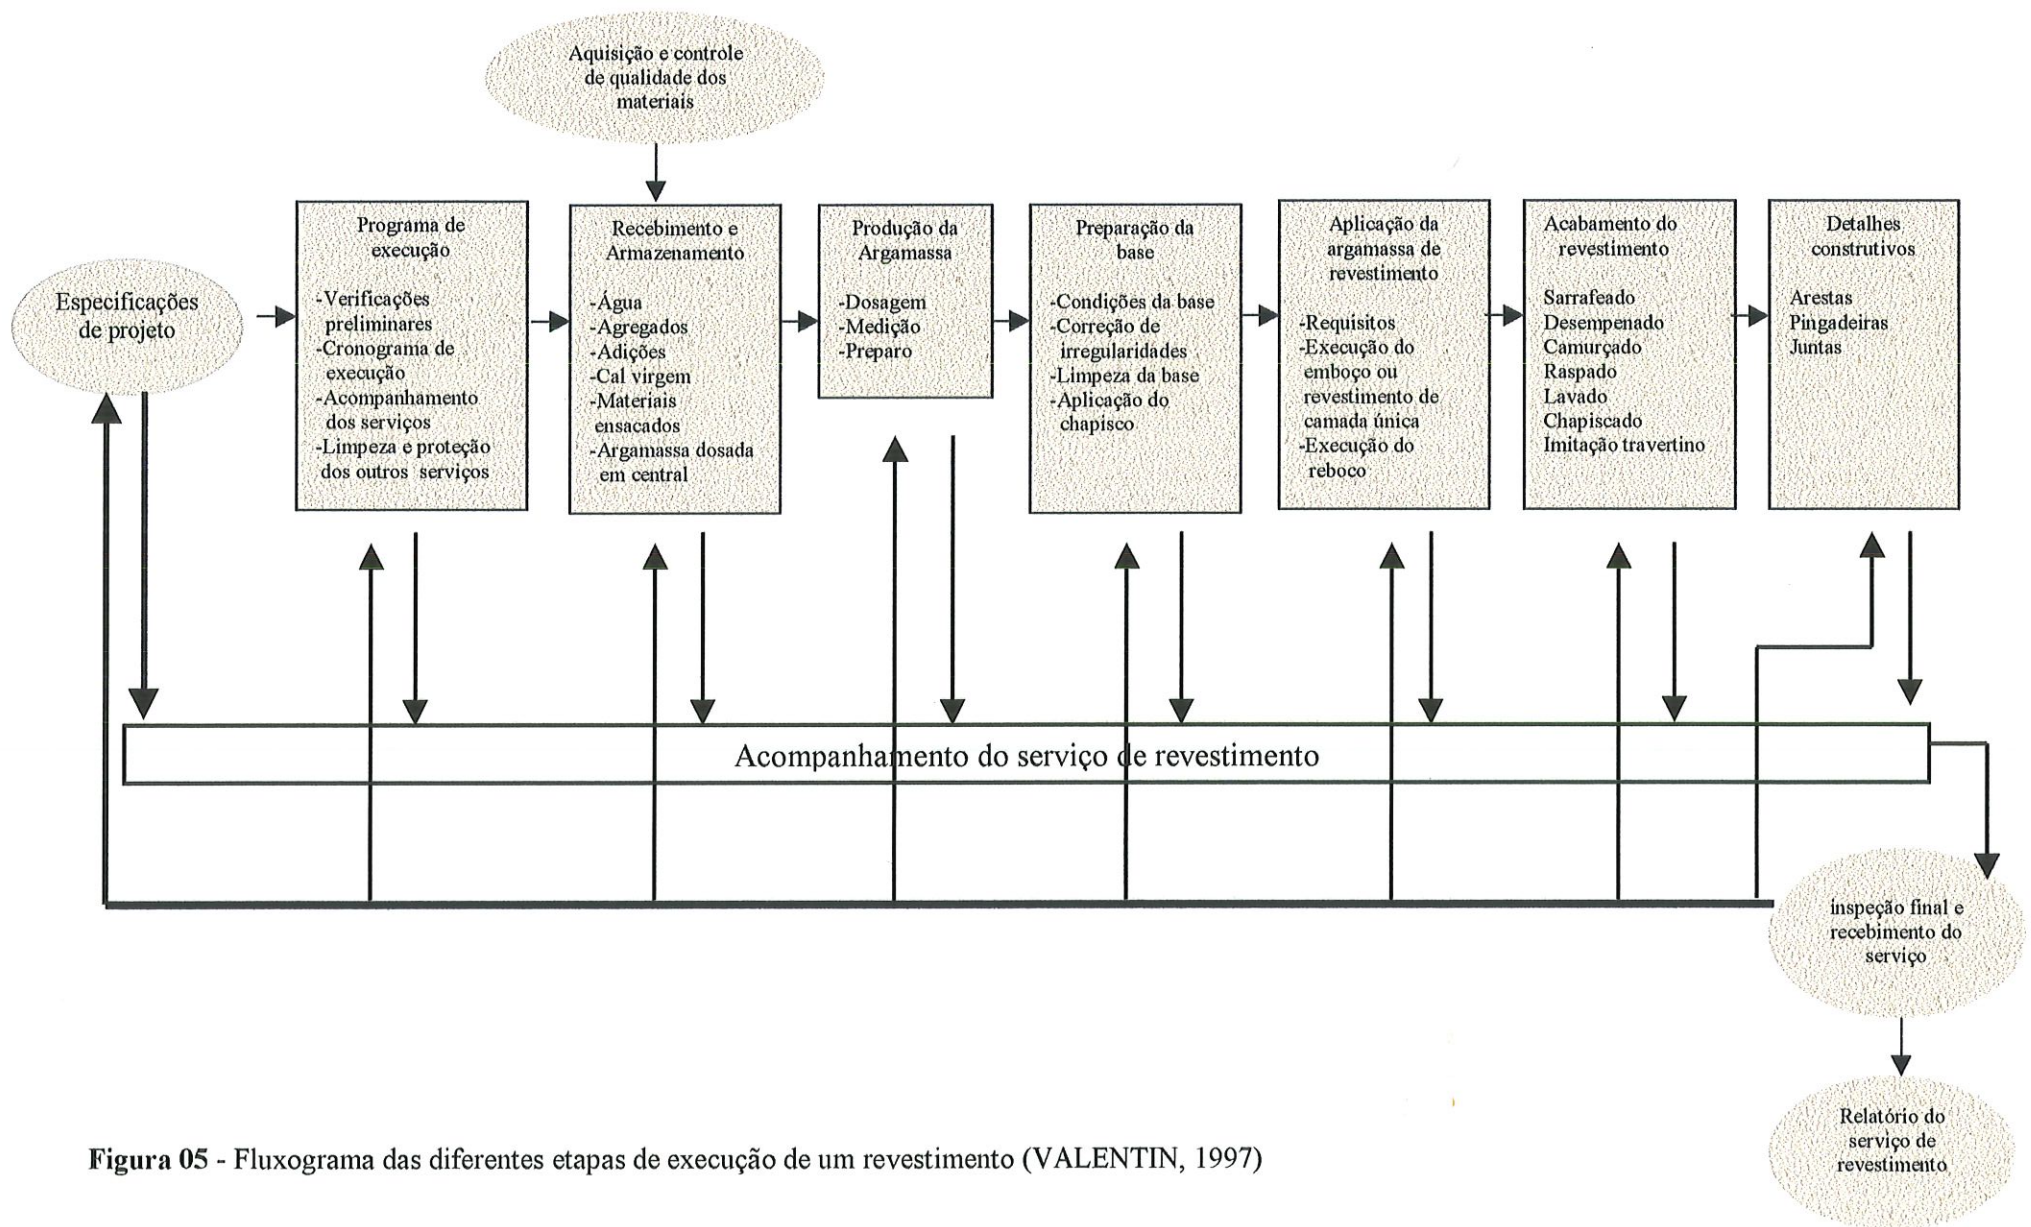 Aquisição e controle
de qualidade dos
materiais
Especificações
de projeto
Programa de
execução
-Verificações
preliminares
-Cronograma de
execução
-Acompanhamento
dos serviços
-Limpeza e proteção
dos outros serviços
Recebimento e
Armazenamento
-Água
-Agregados
-Adições
-Cal virgem
-Materiais
ensacados
-Argamassa dosada
em central
Produção da
Argamassa
-Dosagem
-Medição
-Preparo
Preparação da
base
-Condições da base
-Correção de
irregularidades
-Limpeza da base
-Aplicação do
chapisco
Aplicação da
argamassa de
revestimento
-Requisitos
-Execução do
emboço ou
revestimento de
camada única
-Execução do
reboco
Acabamento do
revestimento
Sarrafeado
Desempenado
Camurçado
Raspado
Lavado
Chapiscado
Imitação travertino
Detalhes
construtivos
Arestas
Pingadeiras
Juntas
Acompanhamento do serviço de revestimento
inspeção final e
recebimento do
serviço
Relatório do
serviço de
revestimento
Figura 05 - Fluxograma das diferentes etapas de execução de um revestimento (VALENTIN, 1997)